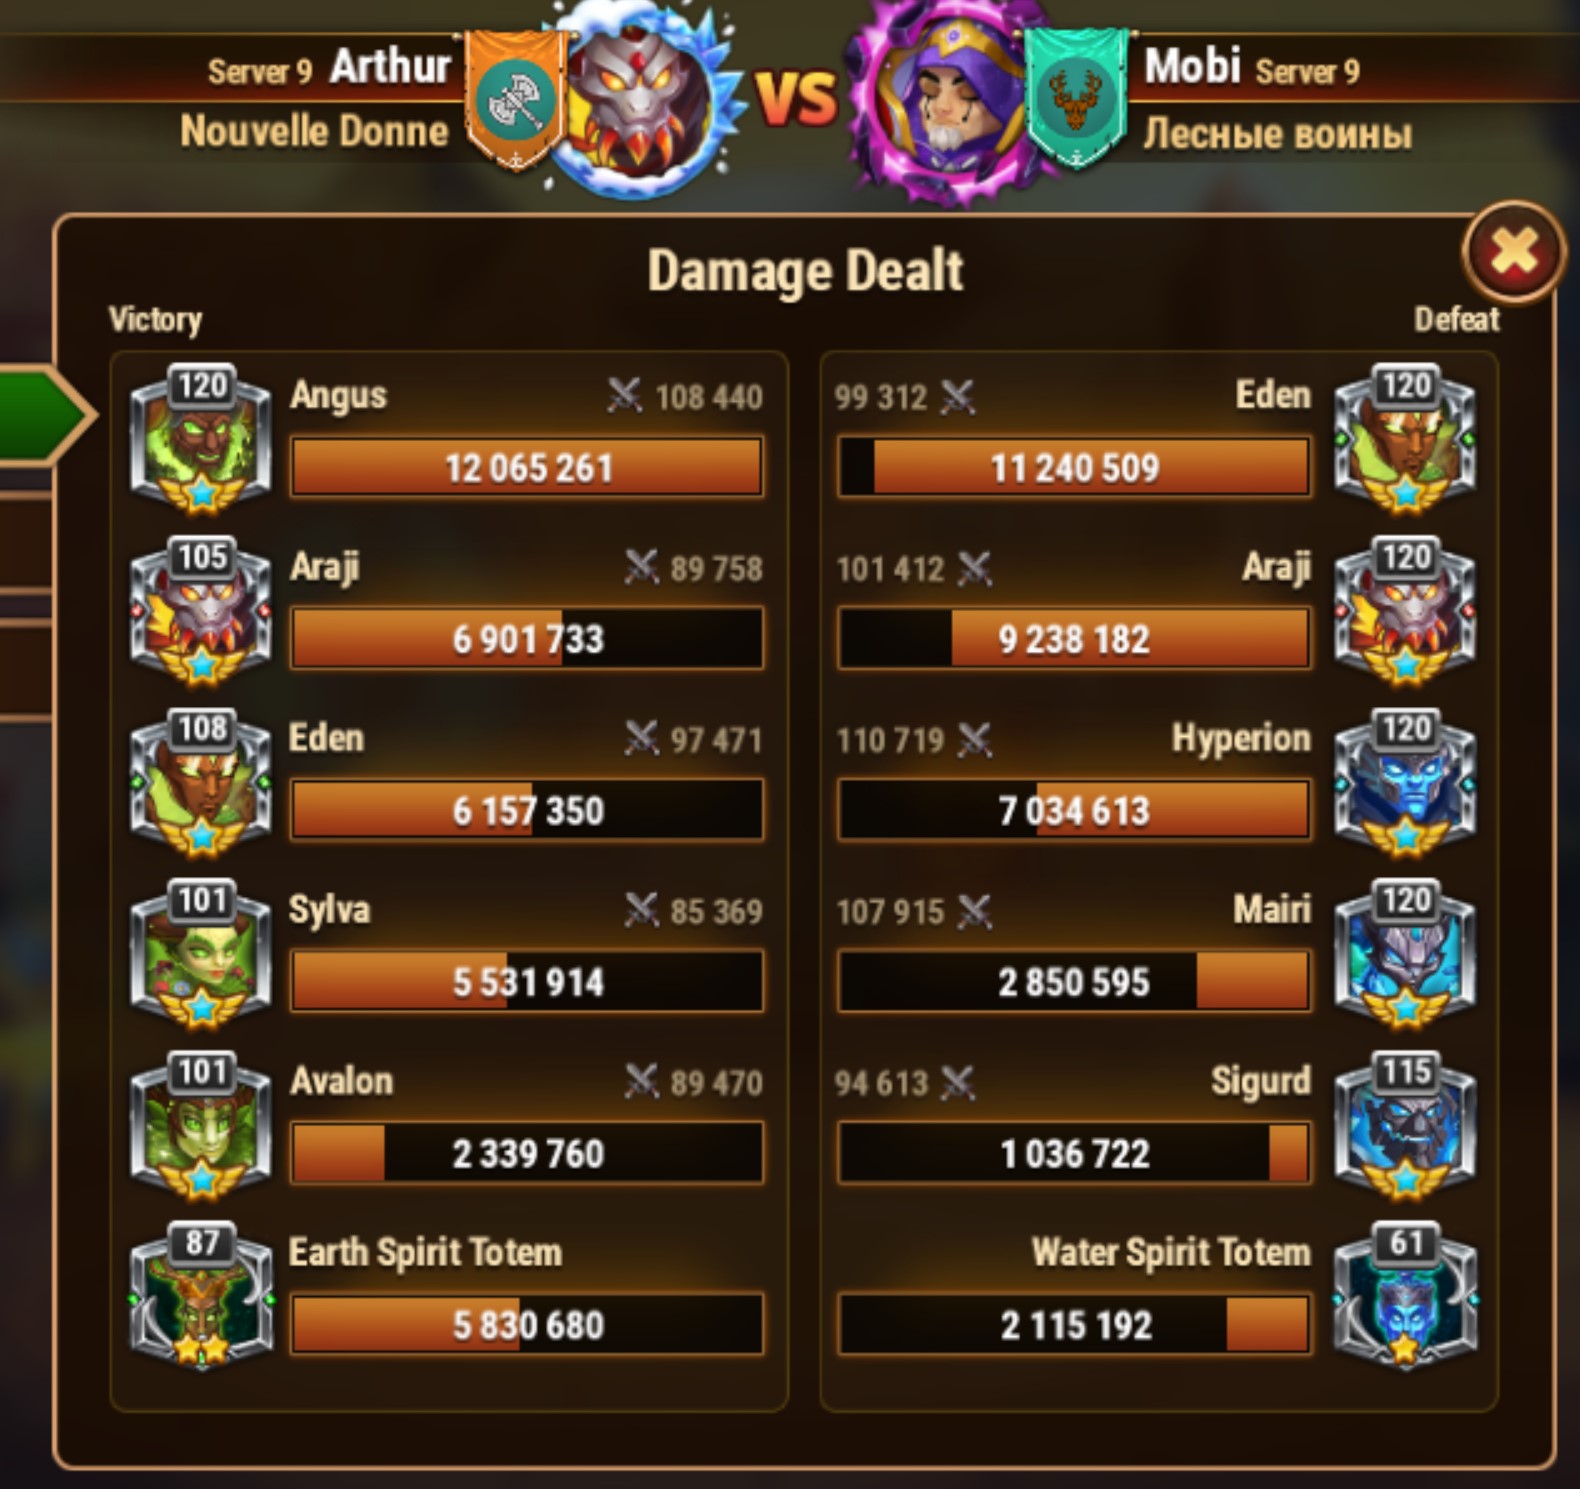 Server 9 Arthur VS Mobi Server 9
Nouvelle Donne Лесные воины
Damage Dealt
Victory Defeat
120 Angus 108 440 99 312 Eden 120
12 065 261 11 240 509
105 Araji 89 758 101 412 Araji 120
6 901 733 9 238 182
108 Eden 97 471 110 719 Hyperion 120
6 157 350 7 034 613
101 Sylva 85 369 107 915 Mairi 120
5 531 914 2 850 595
101 Avalon 89 470 94 613 Sigurd 115
2 339 760 1 036 722
87 Earth Spirit Totem Water Spirit Totem 61
5 830 680 2 115 192